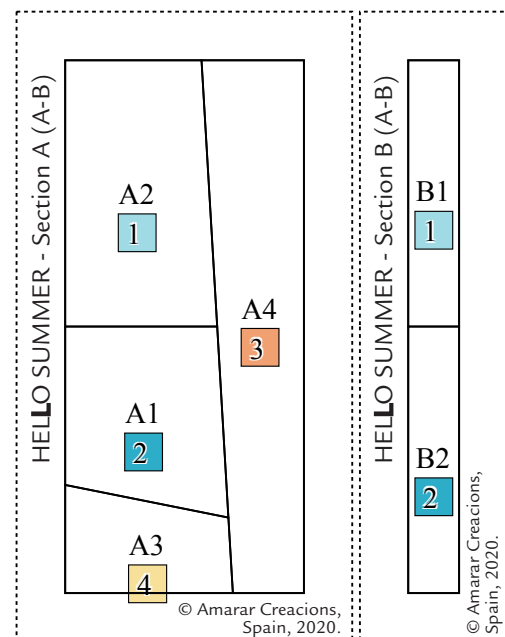 HELLO SUMMER - Section A (A-B)
A2
1
A4
3
A1
2
A3
4
© Amarar Creacions,
Spain, 2020.
HELLO SUMMER - Section B (A-B)
B1
1
B2
2
© Amarar Creacions,
Spain, 2020.